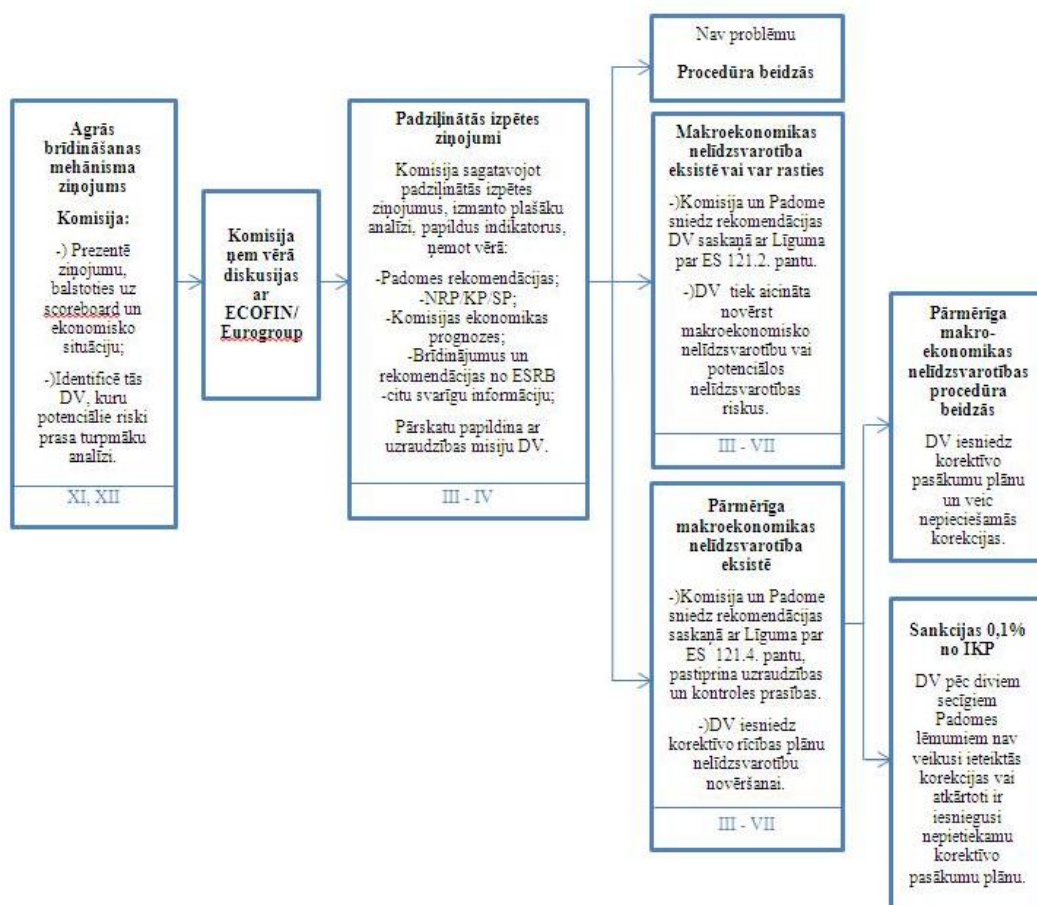 Agrās
brīdināšanas
mehānisma
ziņojums
Komisija:
-) Prezentē
ziņojumu,
balstoties uz
scoreboard un
ekonomisko
situāciju;
-)Identificē tās
DV, kuru
potenciālie riski
prasa turpmāku
analīzi.
XI, XII
Komisija
ņem vērā
diskusijas
ar
ECOFIN/
Eurogroup
Padziļinātās izpētes
ziņojumi
Komisija sagatavojot
padziļinātās izpētes
ziņojumus, izmanto plašāku
analīzi, papildus indikatorus,
ņemot vērā:
-Padomes rekomendācijas;
-NRP/KP/SP;
-Komisijas ekonomikas
prognozes;
-Brīdinājumus un
rekomendācijas no ESRB
-citu svarīgu informāciju;
Pārskatu papildina ar
uzraudzības misiju DV.
III - IV
Nav problēmu
Procedūra beidzās
Makroekonomikas
nelīdzsvarotība
eksistē vai var rasties
-)Komisija un Padome
sniedz rekomendācijas
DV saskaņā ar Līguma
par ES 121.2. pantu.
-)DV tiek aicināta
novērst
makroekonomisko
nelīdzsvarotību vai
potenciālos
nelīdzsvarotības
riskus.
III - VII
Pārmērīga
makroekonomikas
nelīdzsvarotība
eksistē
-)Komisija un Padome
sniedz rekomendācijas
saskaņā ar Līguma par
ES 121.4. pantu,
pastiprina uzraudzības
un kontroles prasības.
-)DV iesniedz
korektīvo rīcības plānu
nelīdzsvarotību
novēršanai.
III - VII
Pārmērīga
makro-
ekonomikas
nelīdzsvarotības
procedūra
beidzās
DV iesniedz
korektīvo
pasākumu plānu
un veic
nepieciešamās
korekcijas.
Sankcijas 0,1%
no IKP
DV pēc diviem
secīgiem
Padomes
lēmumiem nav
veikusi ieteiktās
korekcijas vai
atkārtoti ir
iesniegusi
nepietiekamu
korektīvo
pasākumu plānu.